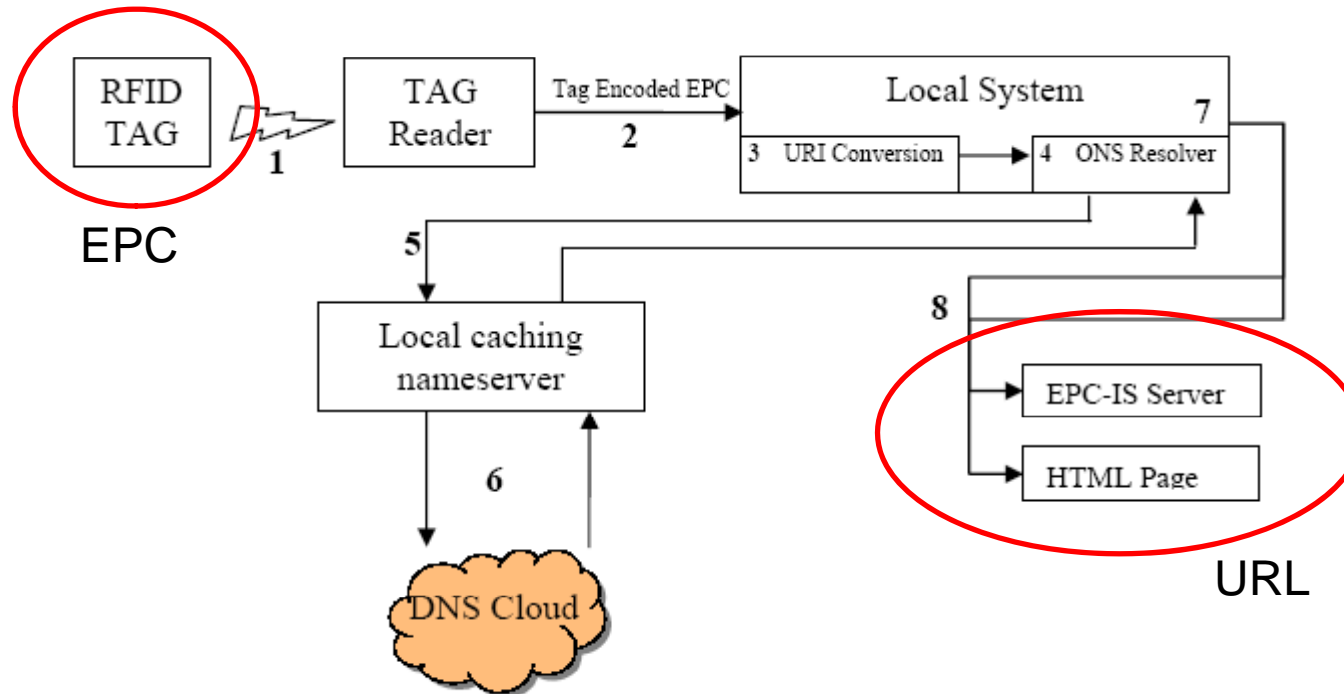 RFID
TAG
EPC
1
TAG
Reader
Tag Encoded EPC
2
Local System
7
3 URI Conversion
4 ONS Resolver
5
Local caching
nameserver
6
DNS Cloud
8
EPC-IS Server
HTML Page
URL